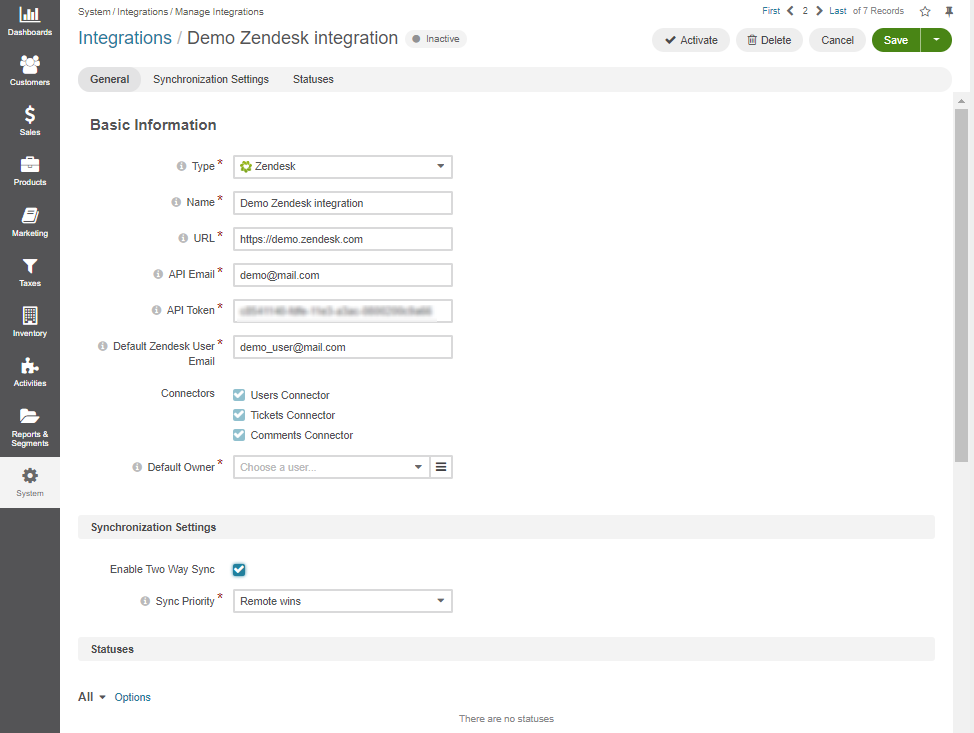 Dashboards
Customers
Sales
Products
Marketing
Taxes
Inventory
Activities
Reports &
Segments
System
System / Integrations / Manage Integrations
First 2 Last of 7 Records
Integrations / Demo Zendesk integration Inactive
Activate Delete Cancel Save
General Synchronization Settings Statuses
Basic Information
Type * Zendesk
Name * Demo Zendesk integration
URL * https://demo.zendesk.com
API Email * demo@mail.com
API Token *
Default Zendesk User * demo_user@mail.com
Email
Connectors
Users Connector
Tickets Connector
Comments Connector
Default Owner * Choose a user...
Synchronization Settings
Enable Two Way Sync
Sync Priority * Remote wins
Statuses
All Options
There are no statuses